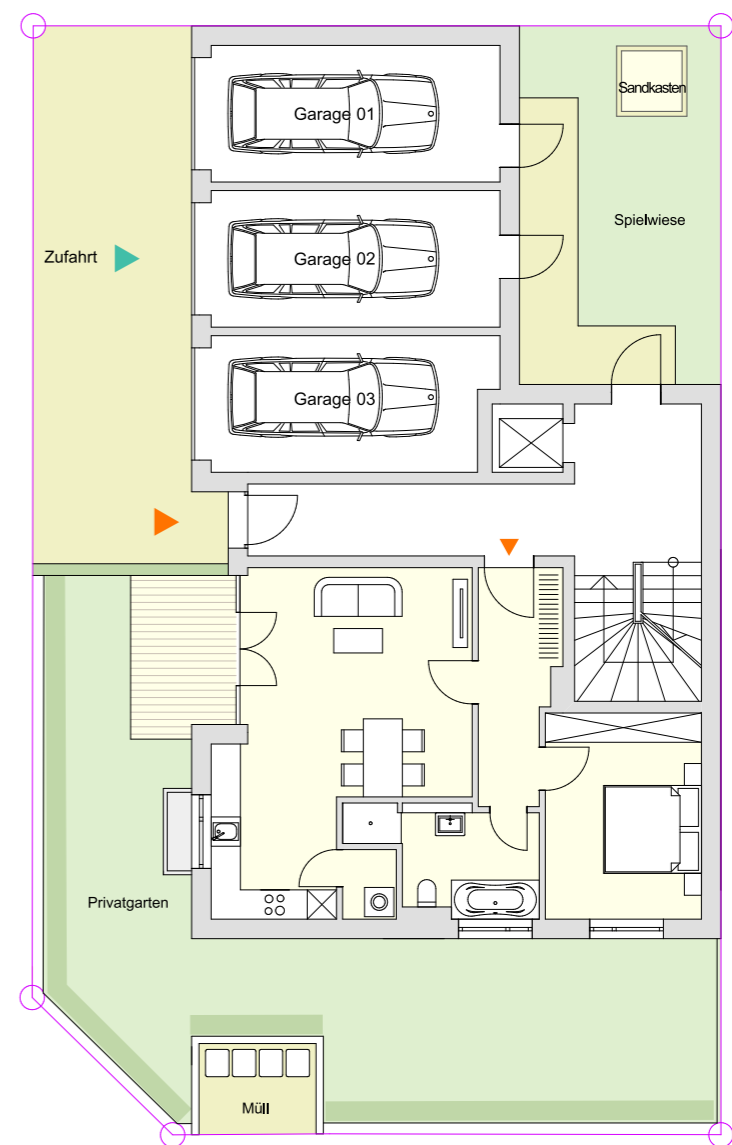 Sandkasten
Garage 01
Spielwiese
Zufahrt
Garage 02
Garage 03
Privatgarten
Müll